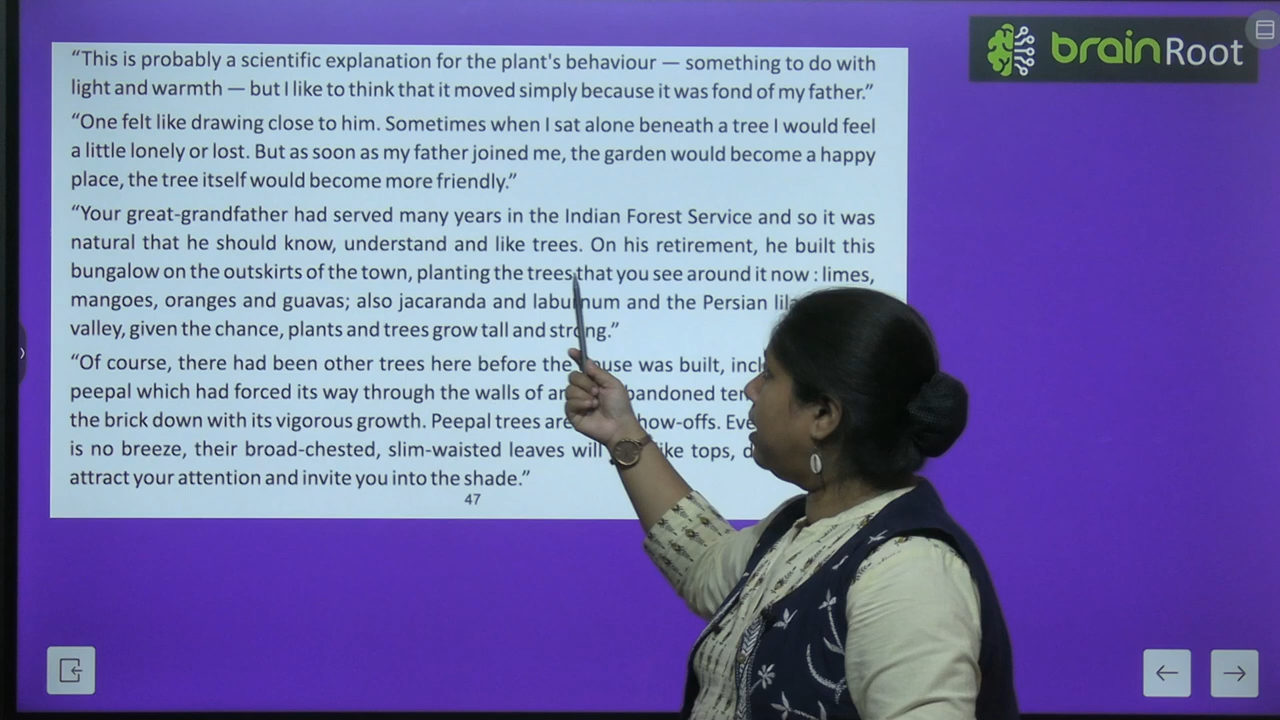 brainRoot
“This is probably a scientific explanation for the plant's behaviour — something to do with
light and warmth — but I like to think that it moved simply because it was fond of my father.”
“One felt like drawing close to him. Sometimes when I sat alone beneath a tree I would feel
a little lonely or lost. But as soon as my father joined me, the garden would become a happy
place, the tree itself would become more friendly.”
“Your great-grandfather had served many years in the Indian Forest Service and so it was
natural that he should know, understand and like trees. On his retirement, he built this
bungalow on the outskirts of the town, planting the trees that you see around it now : limes,
mangoes, oranges and guavas; also jacaranda and laburnum and the Persian
valley, given the chance, plants and trees grow tall and strong.”
“Of course, there had been other trees here before the house was built,
peepal which had forced its way through the walls of an
the brick down with its vigorous growth. Peepal trees are
is no breeze, their broad-chested, slim-waisted leaves will like tops,
attract your attention and invite you into the shade.”
47